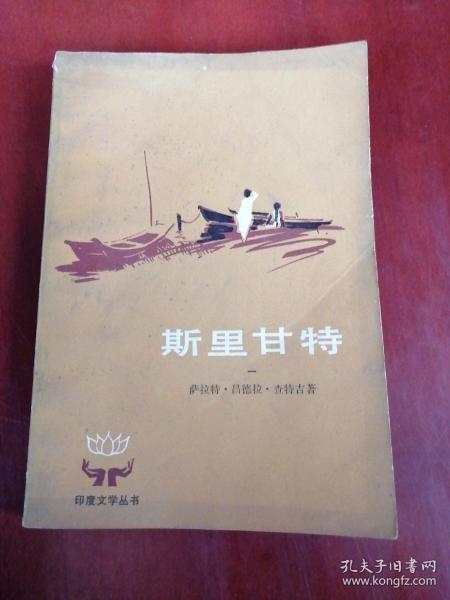 斯里甘特
一
萨拉特·昌德拉·查特吉著
印度文学丛书
孔夫子旧书网
www.kongfz.com